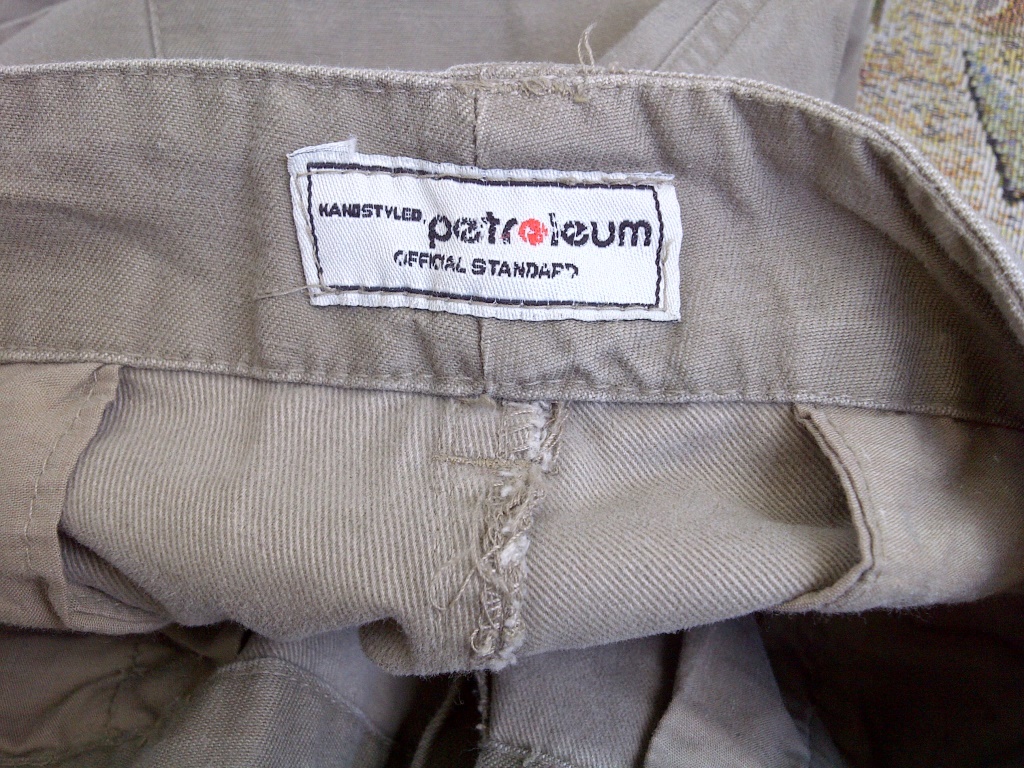 HANDSTYLED petroleum
OFFICIAL STANDARD